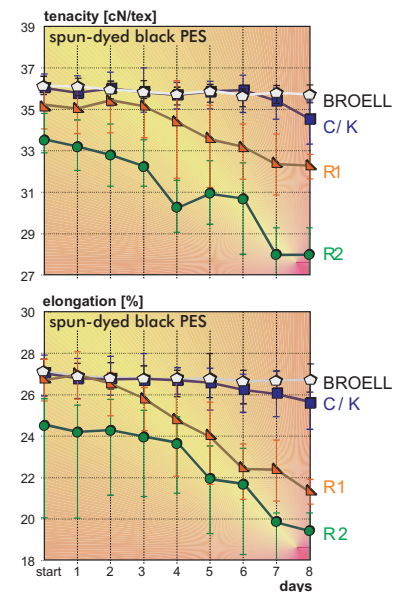 tenacity [cN/tex]
39
spun-dyed black PES
37
35
33
31
29
27
BROELL
C/K
R1
R2
elongation [%]
30
spun-dyed black PES
28
26
24
22
20
18
BROELL
C/K
R1
R2
start 1 2 3 4 5 6 7 8
days